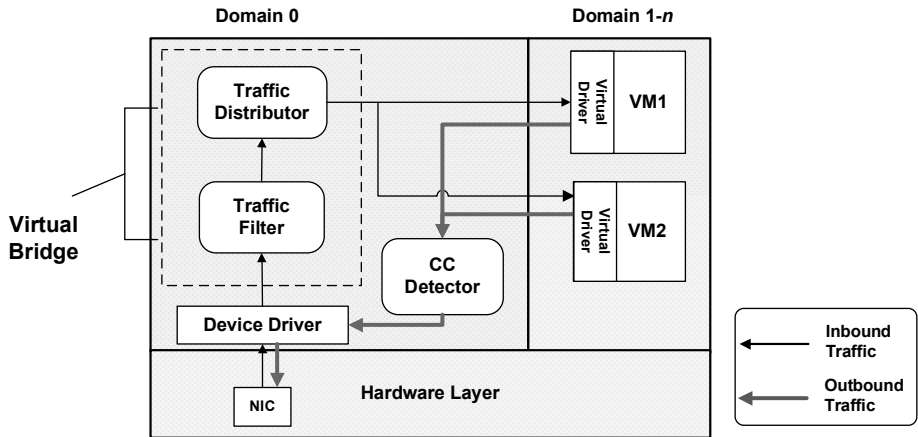 Domain 0
Domain 1-n
Traffic
Distributor
Virtual
Driver
VM1
Traffic
Filter
Virtual
Driver
VM2
Virtual
Bridge
CC
Detector
Device Driver
NIC
Hardware Layer
Inbound
Traffic
Outbound
Traffic